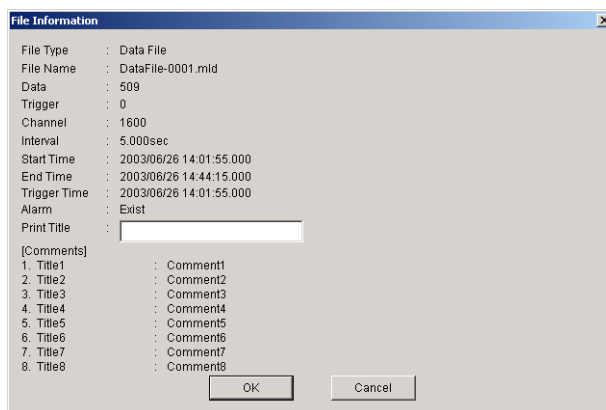 File Information
File Type : Data File
File Name : DataFile-0001.mld
Data : 509
Trigger : 0
Channel : 1600
Interval : 5.000sec
Start Time : 2003/06/26 14:01:55.000
End Time : 2003/06/26 14:44:15.000
Trigger Time : 2003/06/26 14:01:55.000
Alarm : Exist
Print Title :
[Comments]
1. Title1 : Comment1
2. Title2 : Comment2
3. Title3 : Comment3
4. Title4 : Comment4
5. Title5 : Comment5
6. Title6 : Comment6
7. Title7 : Comment7
8. Title8 : Comment8
OK Cancel